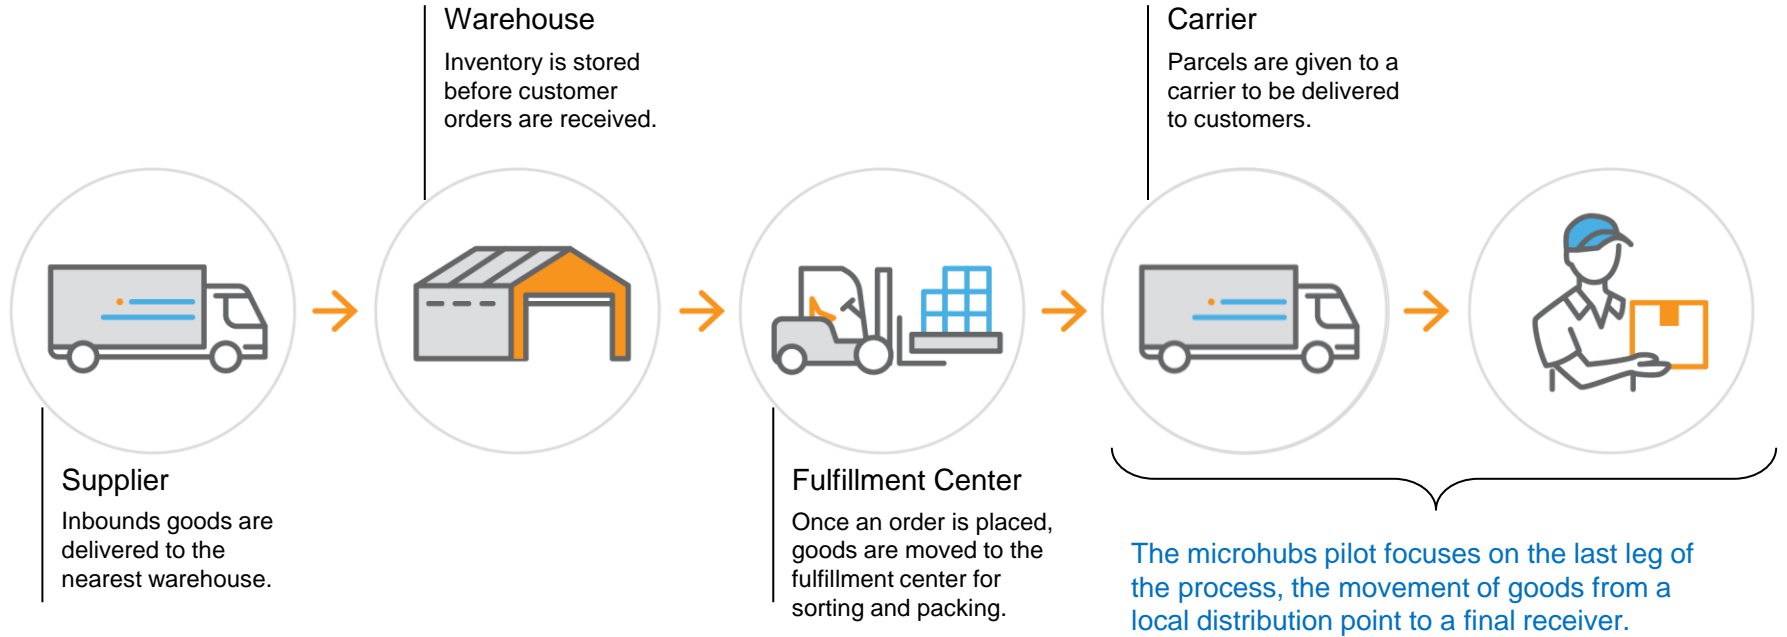 Warehouse
Inventory is stored
before customer
orders are received.
Carrier
Parcels are given to a
carrier to be delivered
to customers.
Supplier
Inbounds goods are
delivered to the
nearest warehouse.
Fulfillment Center
Once an order is placed,
goods are moved to the
fulfillment center for
sorting and packing.
The microhubs pilot focuses on the last leg of
the process, the movement of goods from a
local distribution point to a final receiver.